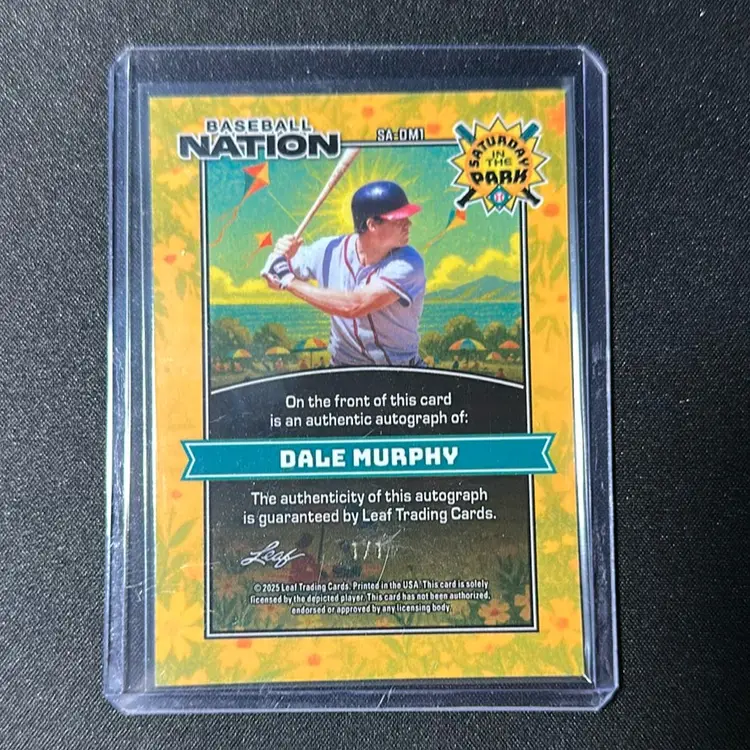 BASEBALL
NATION
SA-DM1
SATURDAY
IN
THE
PARK
On the front of this card
is an authentic autograph of:
DALE MURPHY
The authenticity of this autograph
is guaranteed by Leaf Trading Cards.
Leaf
1/1
© 2025 Leaf Trading Cards. Printed in the USA. This card is solely
licensed by the depicted player. This card has not been authorized,
endorsed or approved by any licensing body.